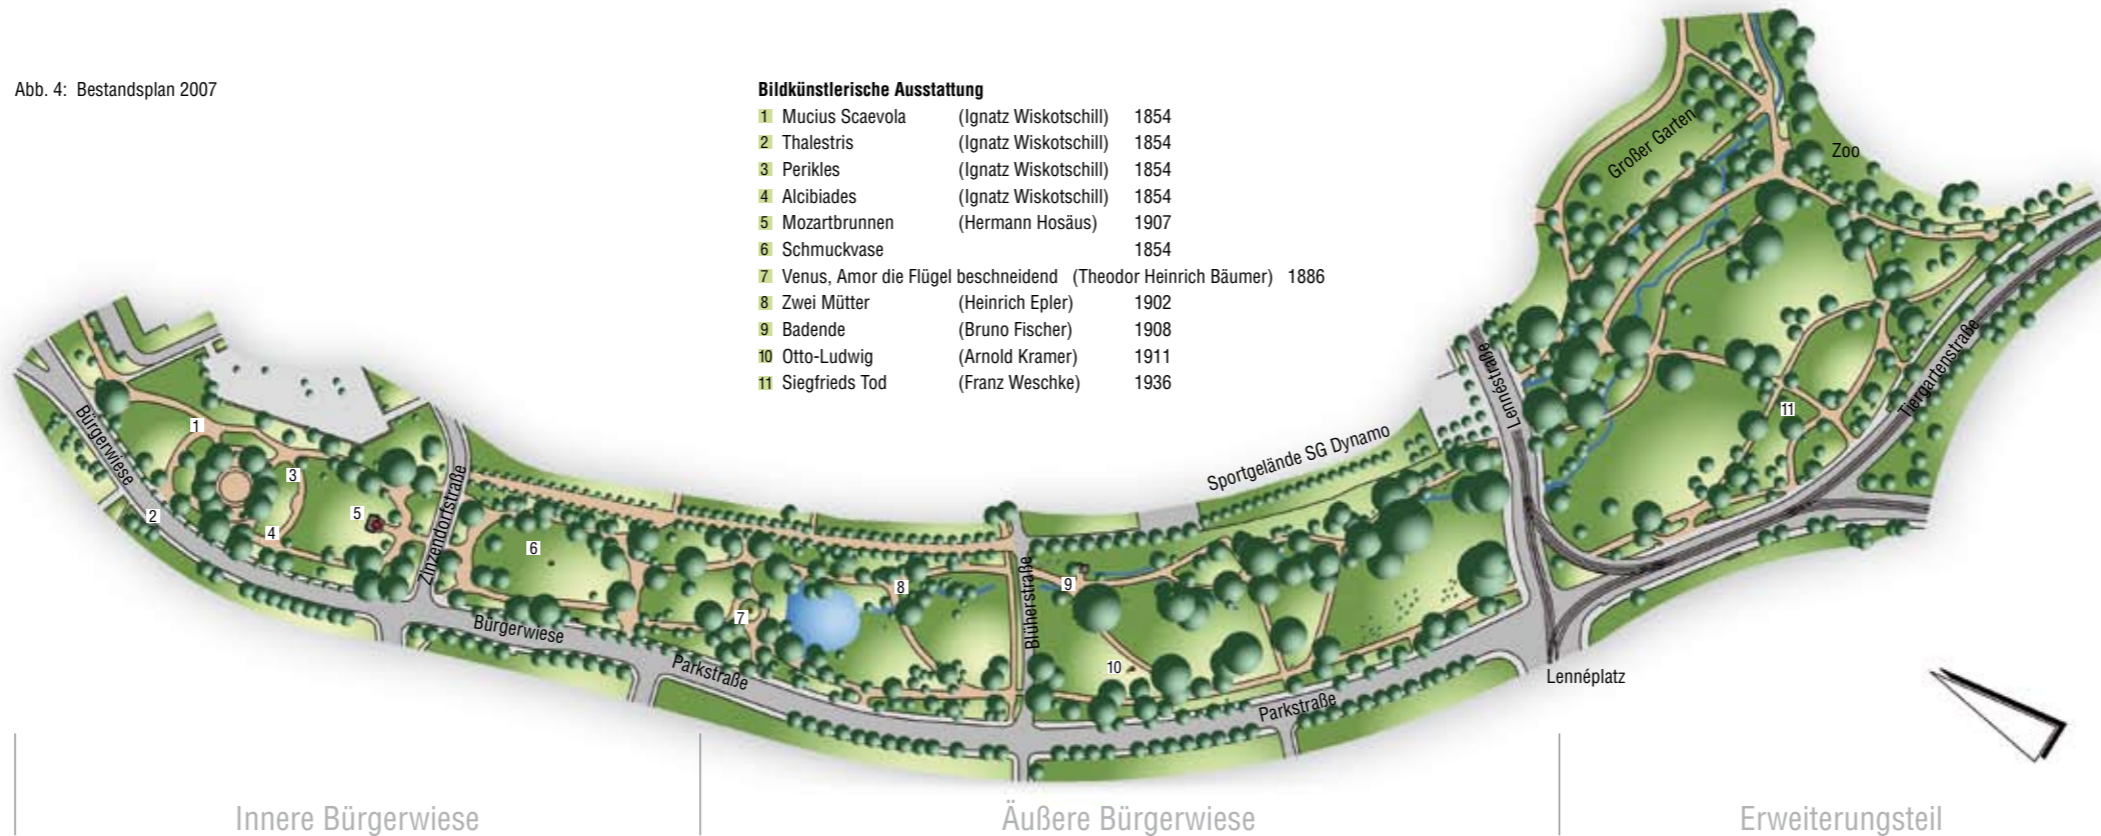 Abb. 4: Bestandsplan 2007
Bildkünstlerische Ausstattung
1 Mucius Scaevola (Ignatz Wiskotschill) 1854
2 Thalestris (Ignatz Wiskotschill) 1854
3 Perikles (Ignatz Wiskotschill) 1854
4 Alcibiades (Ignatz Wiskotschill) 1854
5 Mozartbrunnen (Hermann Hosäus) 1907
6 Schmuckvase 1854
7 Venus, Amor die Flügel beschneidend (Theodor Heinrich Bäumer) 1886
8 Zwei Mütter (Heinrich Epler) 1902
9 Badende (Bruno Fischer) 1908
10 Otto-Ludwig (Arnold Kramer) 1911
11 Siegfrieds Tod (Franz Weschke) 1936
Großer Garten
Zoo
Lennéstraße
Tiergartenstraße
11
Sportgelände SG Dynamo
Bürgerwiese
1
2
3
4
5
Zinzendorfstraße
6
Bürgerwiese
7
Parkstraße
8
Blüherstraße
9
10
Parkstraße
Lennéplatz
Innere Bürgerwiese
Äußere Bürgerwiese
Erweiterungsteil